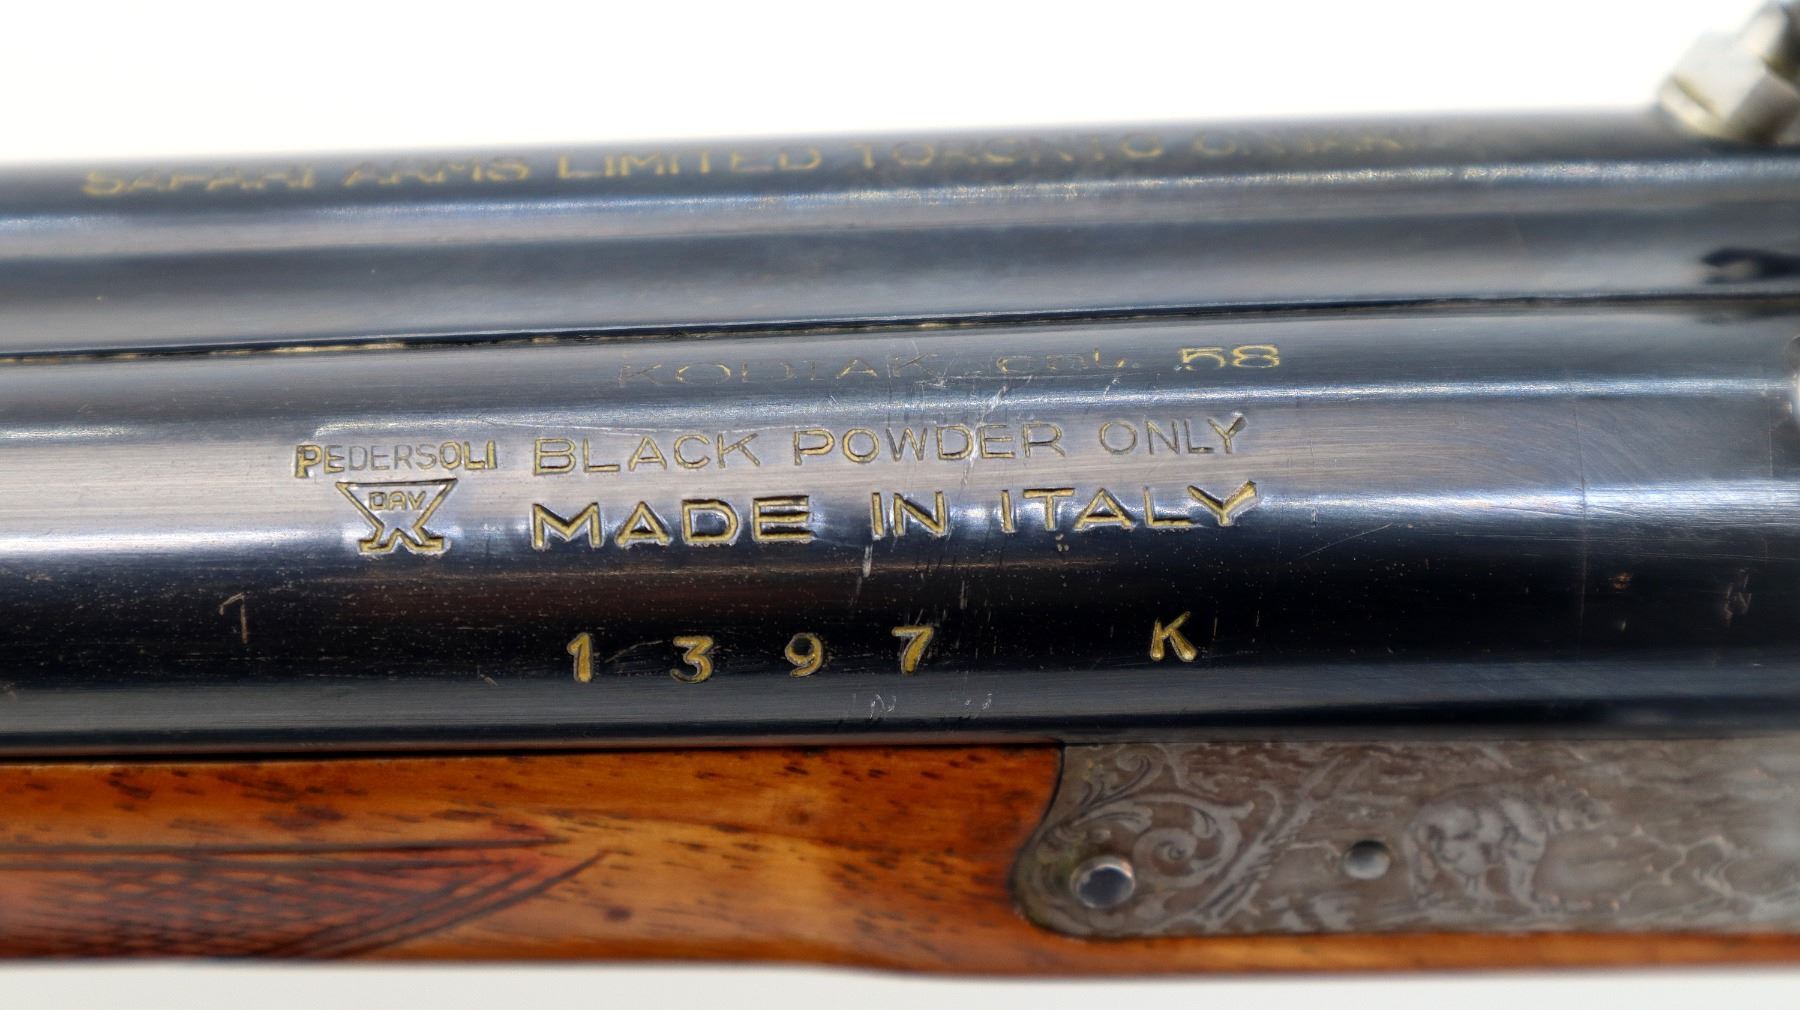 SAFARI ARMS LIMITED TORONTO ONTARIO
KODIAK cal. 58
PEDERSOLI BLACK POWDER ONLY
DAV MADE IN ITALY
1397 K